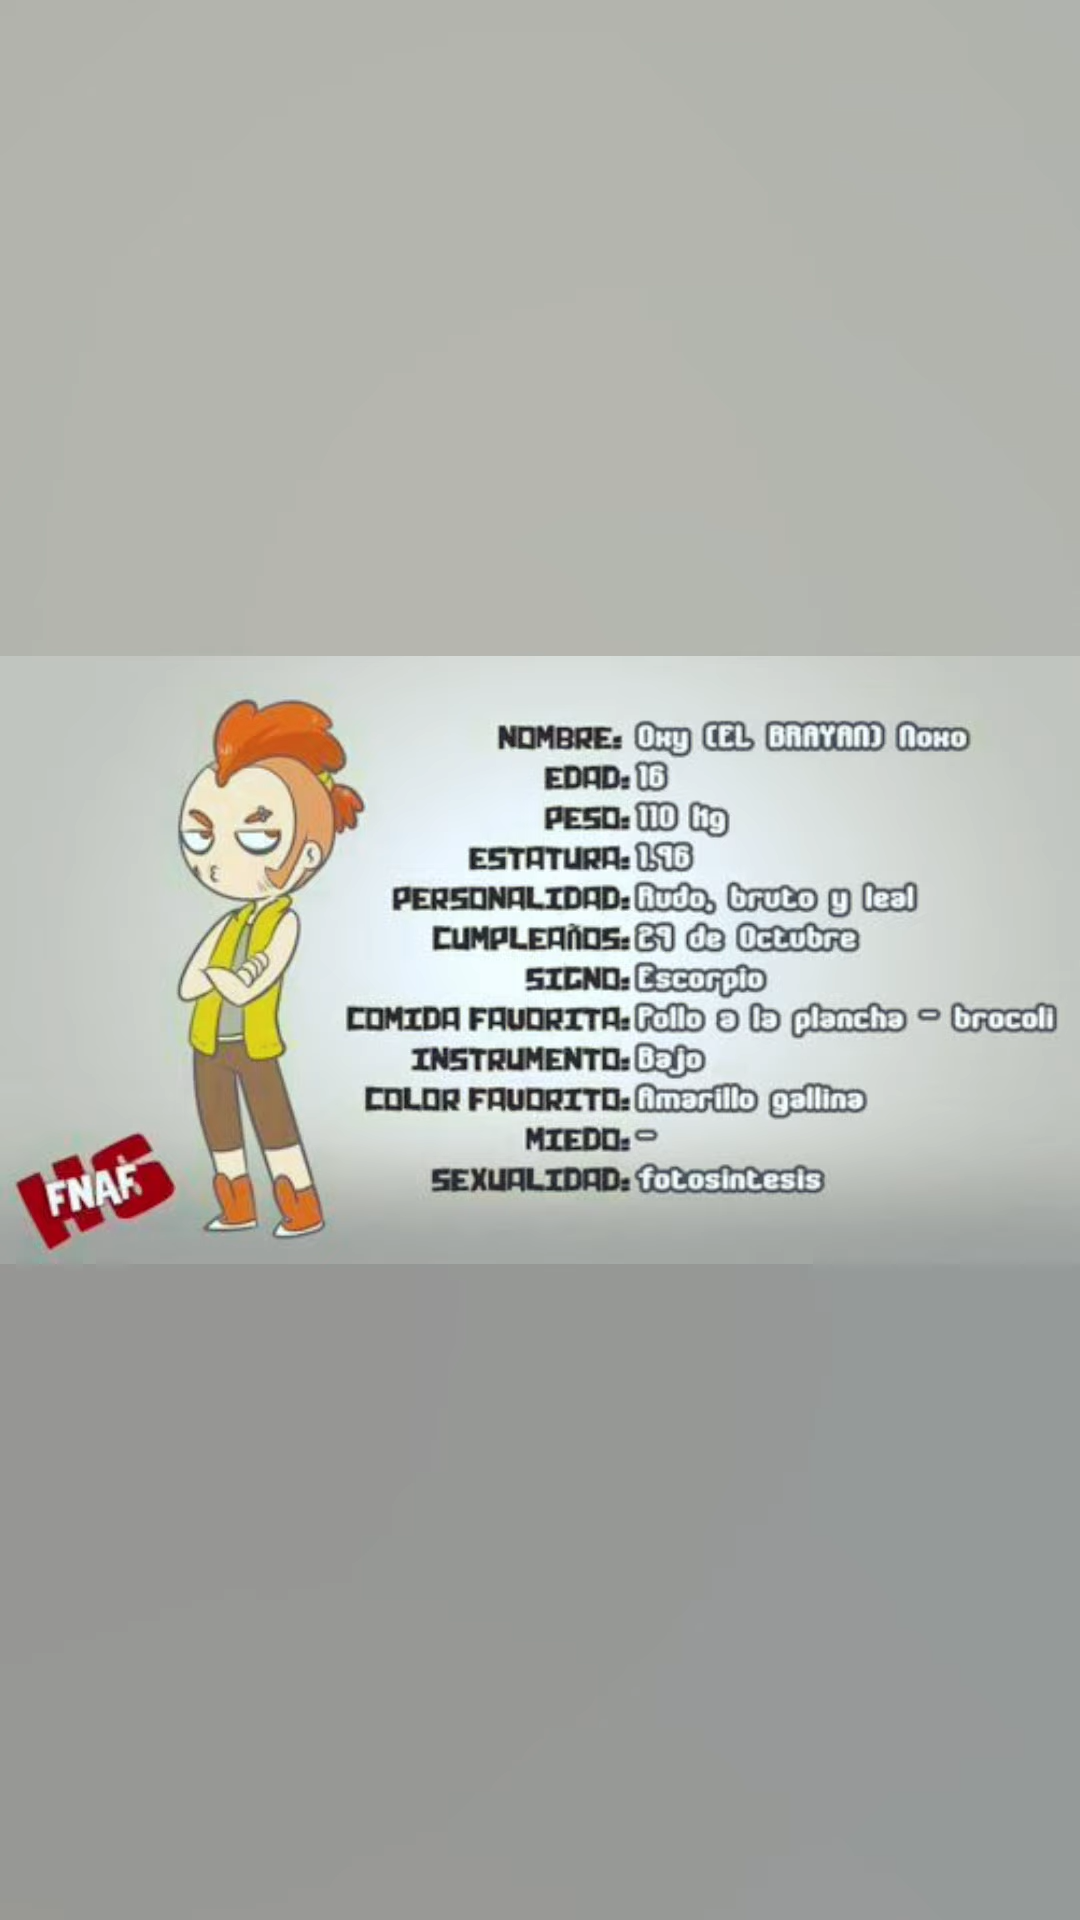 NOMBRE: Oxy (EL BRAYAN) Noxo
EDAD: 16
PESO: 110 Kg
ESTATURA: 1.96
PERSONALIDAD: Rudo, bruto y leal
CUMPLEAÑOS: 29 de Octubre
SIGNO: Escorpio
COMIDA FAVORITA: Pollo a la plancha - brocoli
INSTRUMENTO: Bajo
COLOR FAVORITO: Amarillo gallina
MIEDO: -
SEXUALIDAD: fotosintesis
FNAF
HS